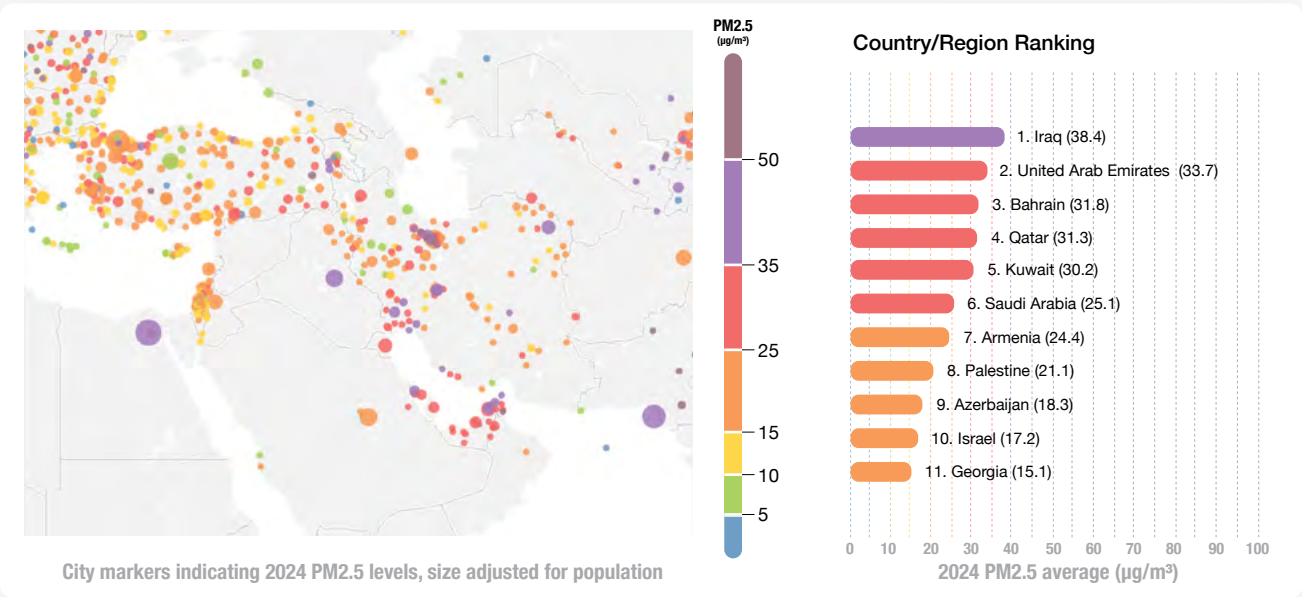 PM2.5
(µg/m³)
50
35
25
15
10
5
City markers indicating 2024 PM2.5 levels, size adjusted for population
Country/Region Ranking
1. Iraq (38.4)
2. United Arab Emirates (33.7)
3. Bahrain (31.8)
4. Qatar (31.3)
5. Kuwait (30.2)
6. Saudi Arabia (25.1)
7. Armenia (24.4)
8. Palestine (21.1)
9. Azerbaijan (18.3)
10. Israel (17.2)
11. Georgia (15.1)
0 10 20 30 40 50 60 70 80 90 100
2024 PM2.5 average (µg/m³)